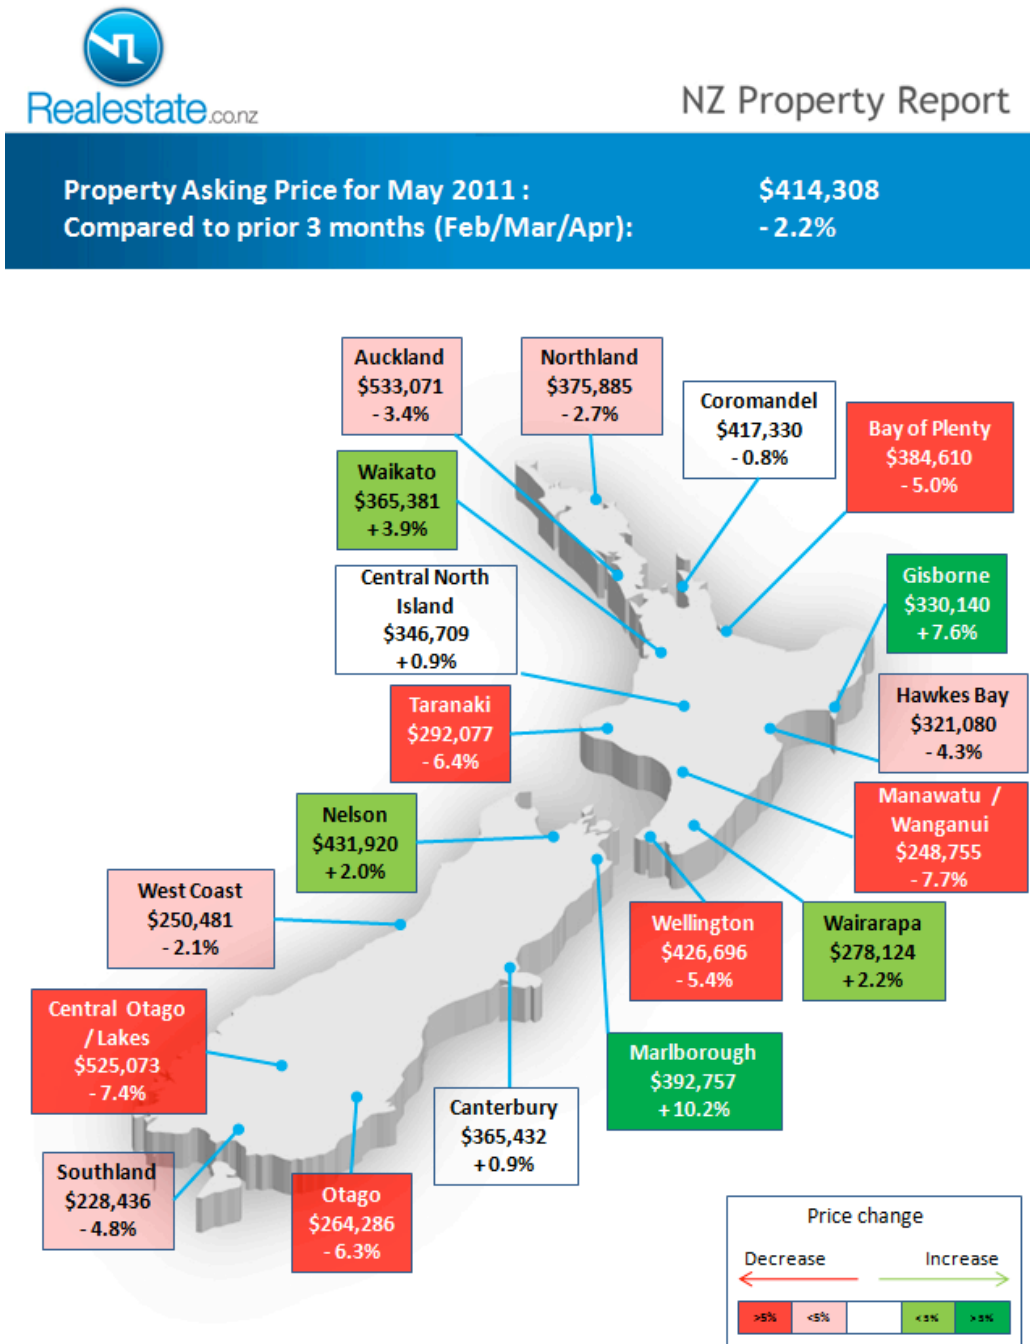 Realestate.co.nz
NZ Property Report
Property Asking Price for May 2011 : $414,308
Compared to prior 3 months (Feb/Mar/Apr): - 2.2%
Auckland
$533,071
- 3.4%
Northland
$375,885
- 2.7%
Coromandel
$417,330
- 0.8%
Bay of Plenty
$384,610
- 5.0%
Waikato
$365,381
+ 3.9%
Central North
Island
$346,709
+ 0.9%
Gisborne
$330,140
+ 7.6%
Taranaki
$292,077
- 6.4%
Hawkes Bay
$321,080
- 4.3%
Nelson
$431,920
+ 2.0%
Manawatu /
Wanganui
$248,755
- 7.7%
West Coast
$250,481
- 2.1%
Wellington
$426,696
- 5.4%
Wairarapa
$278,124
+ 2.2%
Central Otago
/ Lakes
$525,073
- 7.4%
Marlborough
$392,757
+ 10.2%
Canterbury
$365,432
+ 0.9%
Southland
$228,436
- 4.8%
Otago
$264,286
- 6.3%
Price change
Decrease Increase
>5% <5% <5% >5%